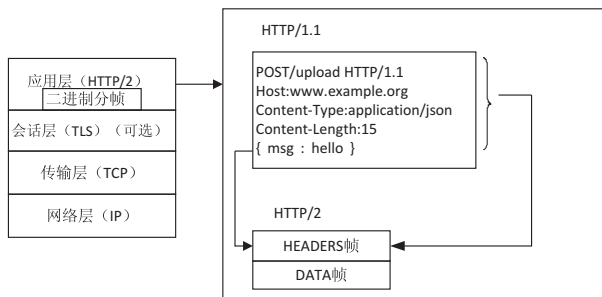 应用层（HTTP/2）
二进制分帧
会话层（TLS）（可选）
传输层（TCP）
网络层（IP）
HTTP/1.1
POST/upload HTTP/1.1
Host:www.example.org
Content-Type:application/json
Content-Length:15
{ msg : hello }
HTTP/2
HEADERS帧
DATA帧